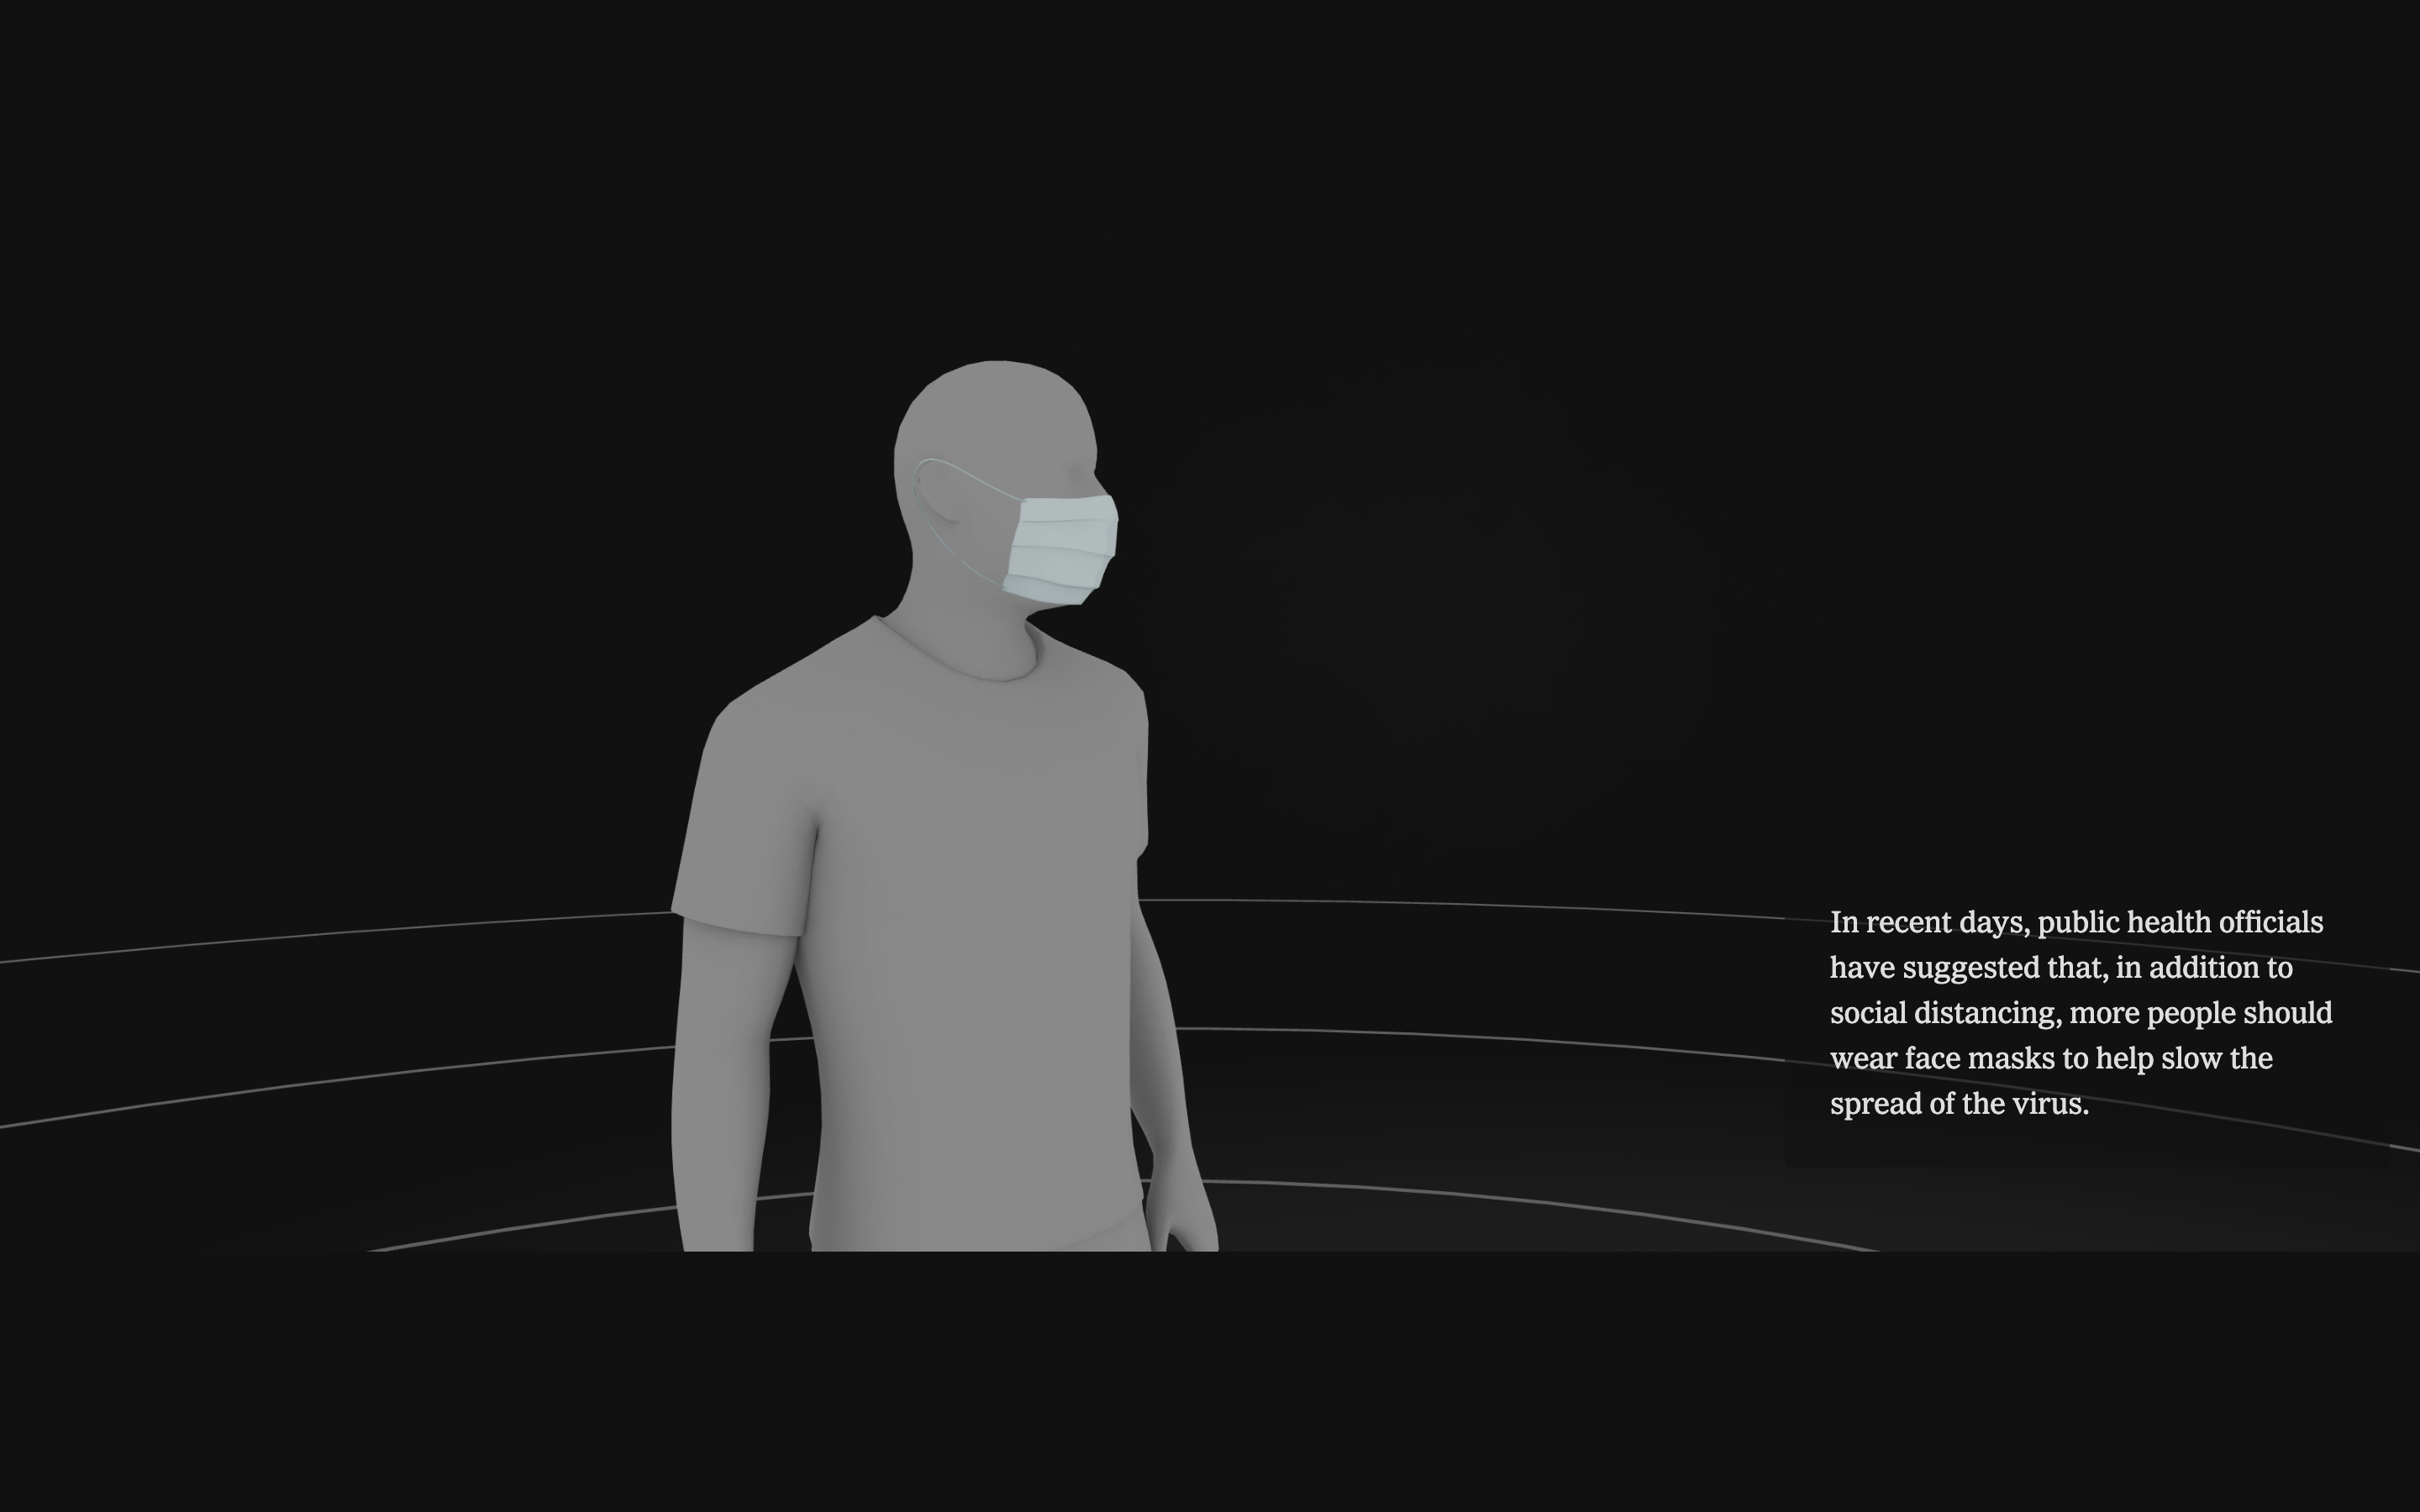 In recent days, public health officials
have suggested that, in addition to
social distancing, more people should
wear face masks to help slow the
spread of the virus.